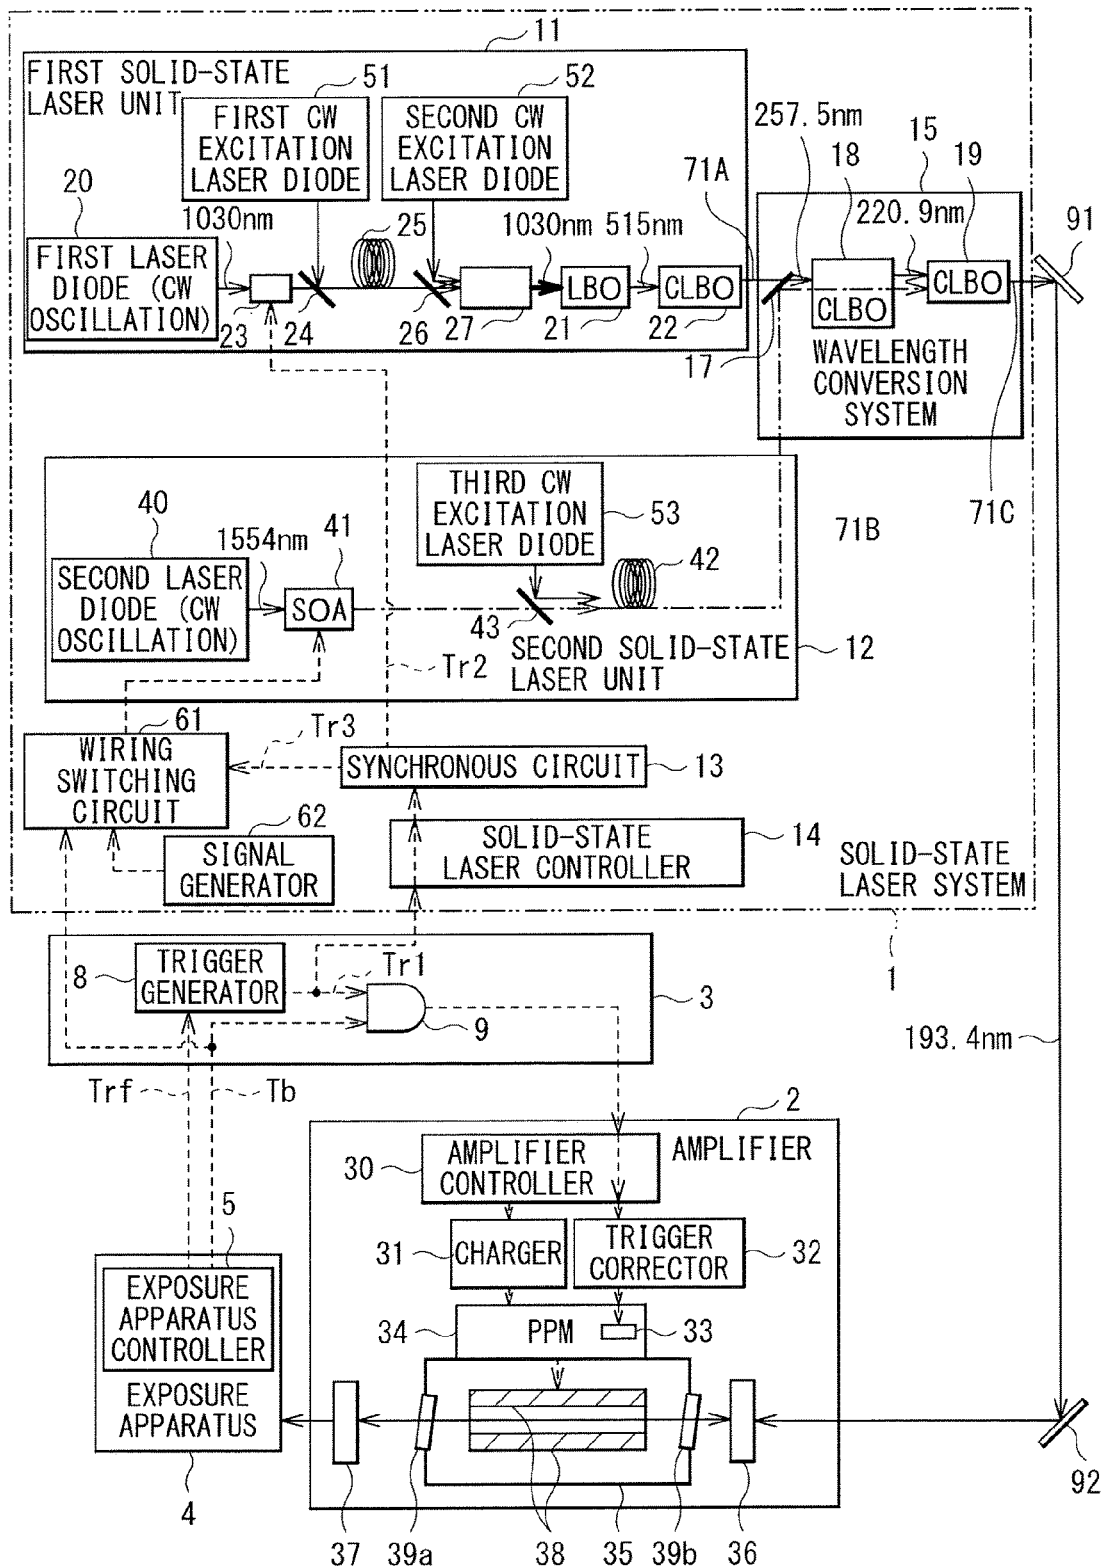 11
FIRST SOLID-STATE
LASER UNIT
51
52
FIRST CW
EXCITATION
LASER DIODE
SECOND CW
EXCITATION
LASER DIODE
257.5nm
18
15
19
71A
20
1030nm
25
1030nm
515nm
220.9nm
91
FIRST LASER
DIODE (CW
OSCILLATION)
LBO
CLBO
CLBO
CLBO
23
24
26
27
21
22
17
WAVELENGTH
CONVERSION
SYSTEM
THIRD CW
EXCITATION
LASER DIODE
53
40
41
1554nm
42
71B
71C
SECOND LASER
DIODE (CW
OSCILLATION)
SOA
43
SECOND SOLID-STATE
LASER UNIT
12
Tr2
61
Tr3
WIRING
SWITCHING
CIRCUIT
SYNCHRONOUS CIRCUIT
13
62
SIGNAL
GENERATOR
SOLID-STATE
LASER CONTROLLER
14
SOLID-STATE
LASER SYSTEM
1
8
TRIGGER
GENERATOR
Tr1
9
3
193.4nm
Trf
Tb
2
30
AMPLIFIER
CONTROLLER
AMPLIFIER
5
31
CHARGER
TRIGGER
CORRECTOR
32
EXPOSURE
APPARATUS
CONTROLLER
34
PPM
33
EXPOSURE
APPARATUS
4
37
39a
38
35
39b
36
92